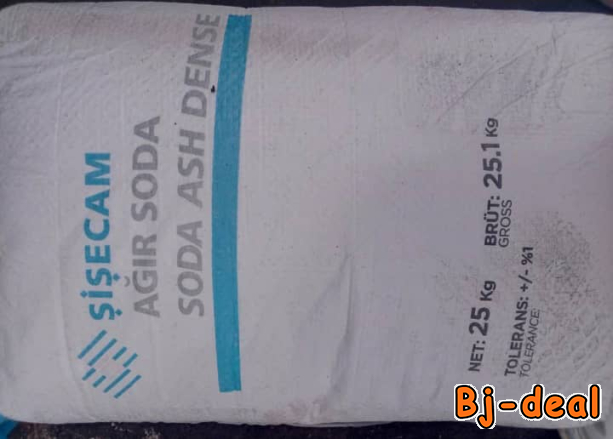 ŞİŞECAM
AĞIR SODA
SODA ASH DENSE
NET: 25 Kg BRÜT: 25.1 Kg
GROSS
TOLERANS: +/- %1
TOLERANCE:
Bj-deal